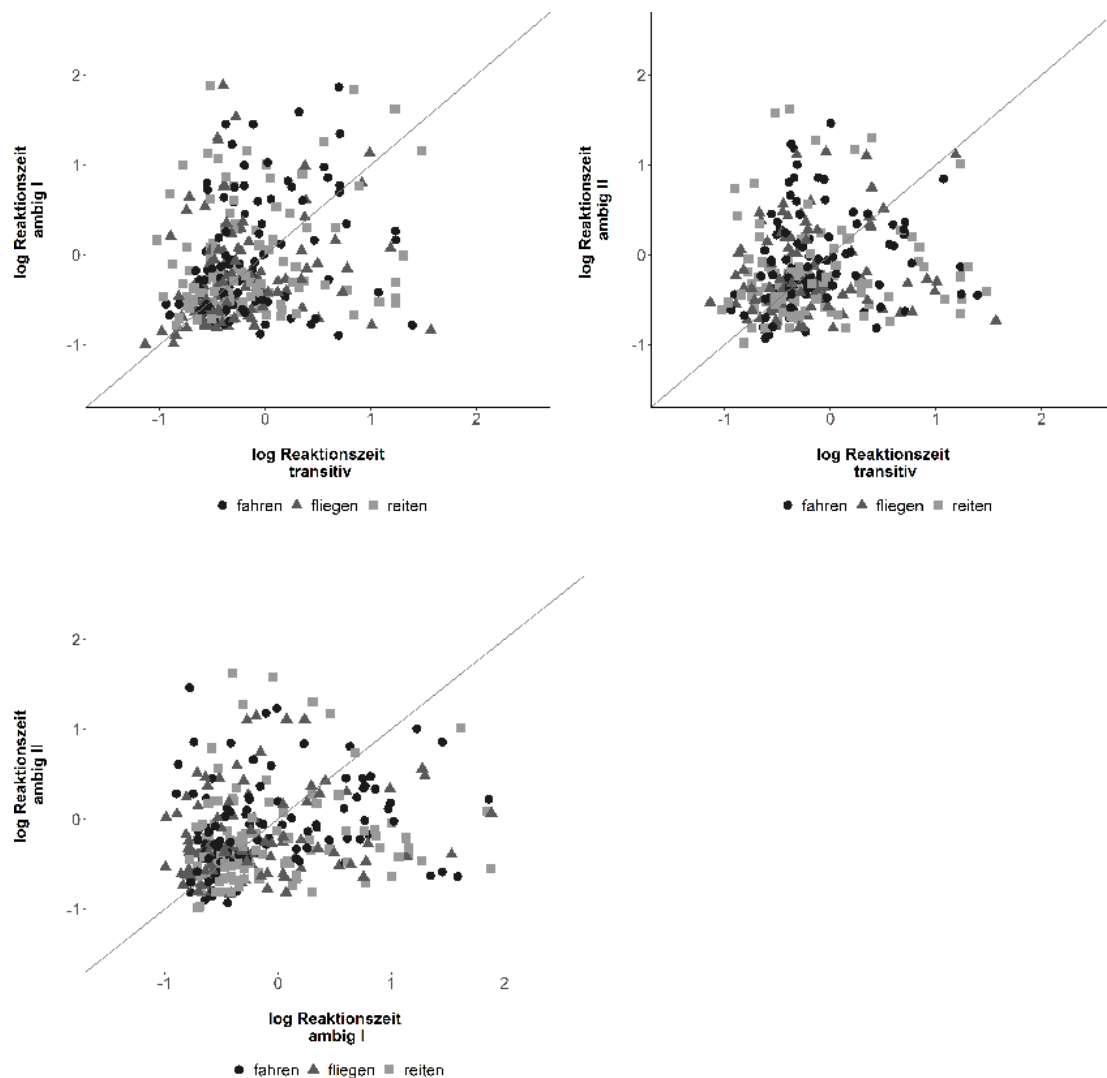 2
1
0
-1
log Reaktionszeit
ambig I
-1 0 1 2
log Reaktionszeit
transitiv
fahren fliegen reiten
2
1
0
-1
log Reaktionszeit
ambig II
-1 0 1 2
log Reaktionszeit
transitiv
fahren fliegen reiten
2
1
0
-1
log Reaktionszeit
ambig II
-1 0 1 2
log Reaktionszeit
ambig I
fahren fliegen reiten